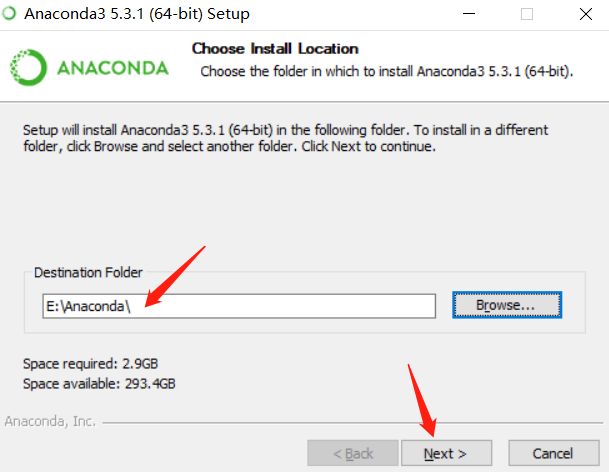 Anaconda3 5.3.1 (64-bit) Setup
Choose Install Location
ANACONDA
Choose the folder in which to install Anaconda3 5.3.1 (64-bit).
Setup will install Anaconda3 5.3.1 (64-bit) in the following folder. To install in a different
folder, click Browse and select another folder. Click Next to continue.
Destination Folder
E:\Anaconda\
Browse...
Space required: 2.9GB
Space available: 293.4GB
Anaconda, Inc.
< Back
Next >
Cancel